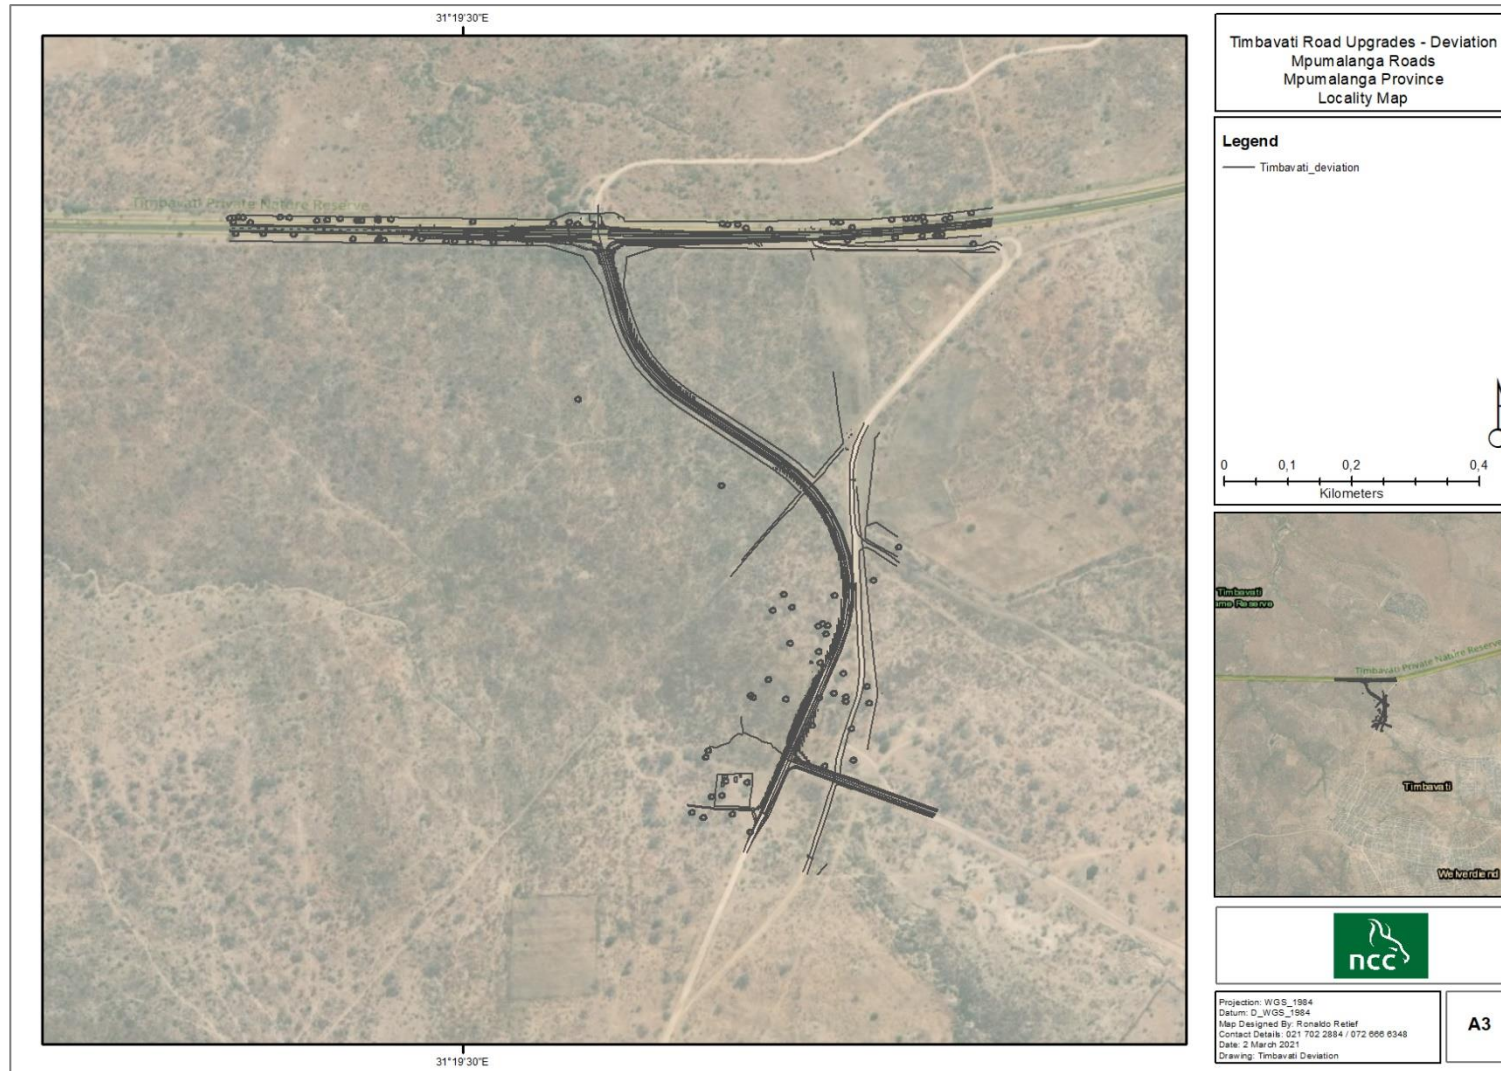 31°19'30"E
Timbavati Road Upgrades - Deviation
Mpumalanga Roads
Mpumalanga Province
Locality Map
Legend
Timbavati_deviation
Timbavati Private Nature Reserve
0 0,1 0,2 0,4
Kilometers
Timbavati
ame Reserve
Timbavati Private Nature Reserve
Timbavati
Welverdiend
ncc
Projection: WGS_1984
Datum: D_WGS_1984
Map Designed By: Ronaldo Retief
Contact Details: 021 702 2884 / 072 666 6348
Date: 2 March 2021
Drawing: Timbavati Deviation
A3
31°19'30"E